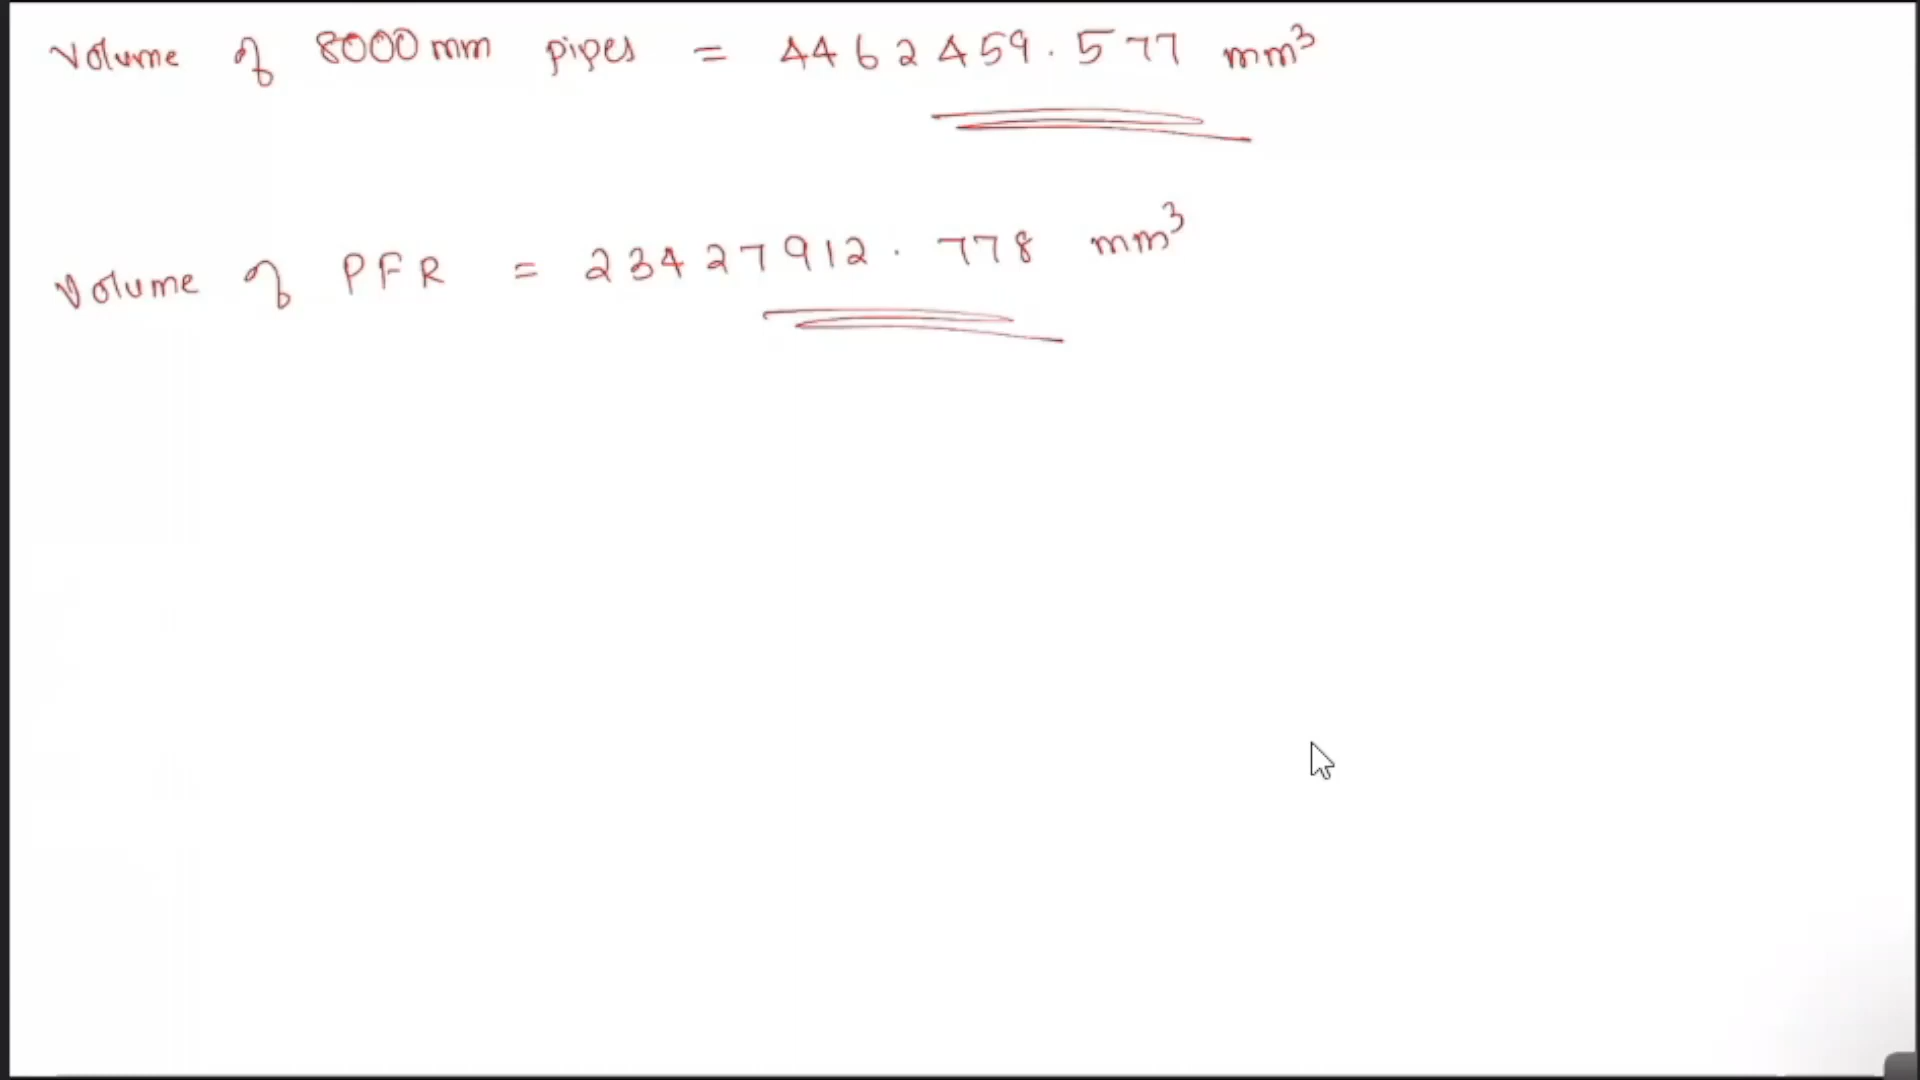 Volume of 8000 mm pipes = 4462459.577 mm³
Volume of PFR = 23427912.778 mm³